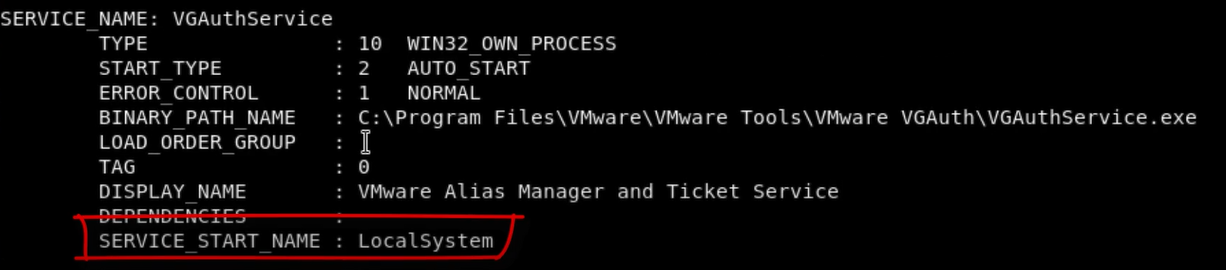 SERVICE_NAME: VGAuthService
TYPE : 10 WIN32_OWN_PROCESS
START_TYPE : 2 AUTO_START
ERROR_CONTROL : 1 NORMAL
BINARY_PATH_NAME : C:\Program Files\VMware\VMware Tools\VMware VGAuth\VGAuthService.exe
LOAD_ORDER_GROUP :
TAG : 0
DISPLAY_NAME : VMware Alias Manager and Ticket Service
DEPENDENCIES :
SERVICE_START_NAME : LocalSystem